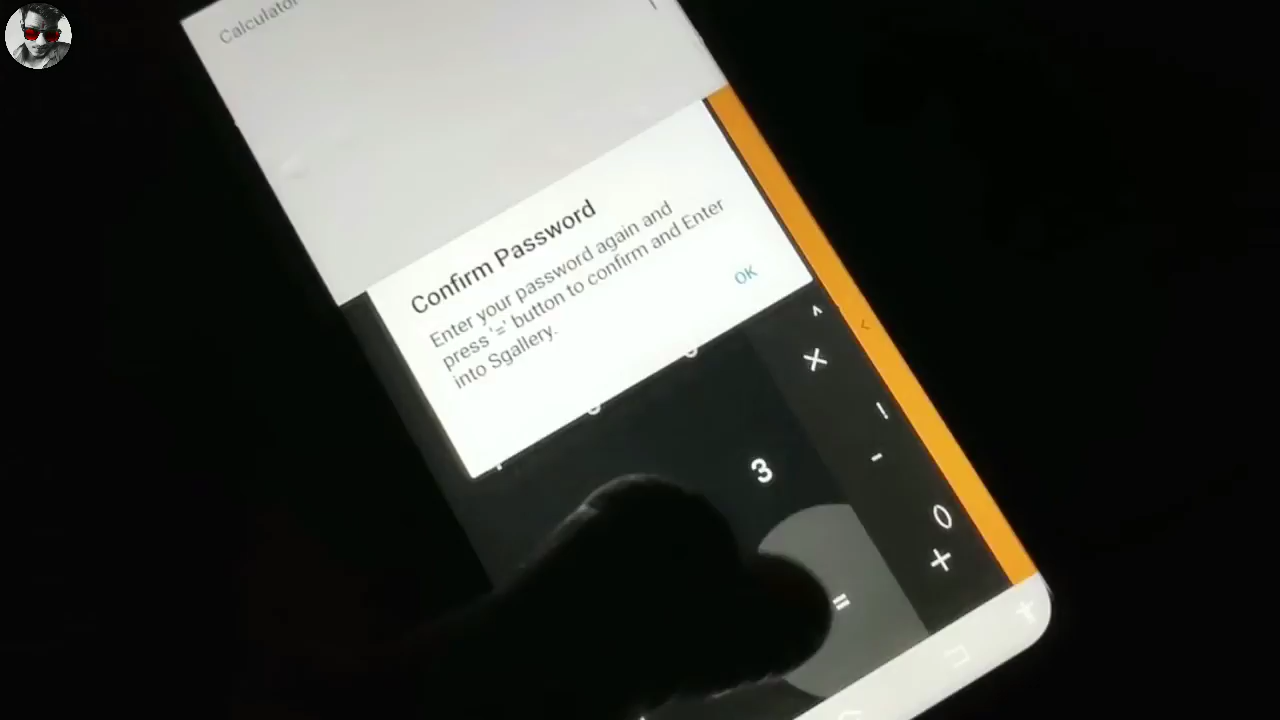 Calculator
Confirm Password
Enter your password again and
press '=' button to confirm and Enter
into Sgallery.
OK
^
<
×
!
3
-
0
+
=